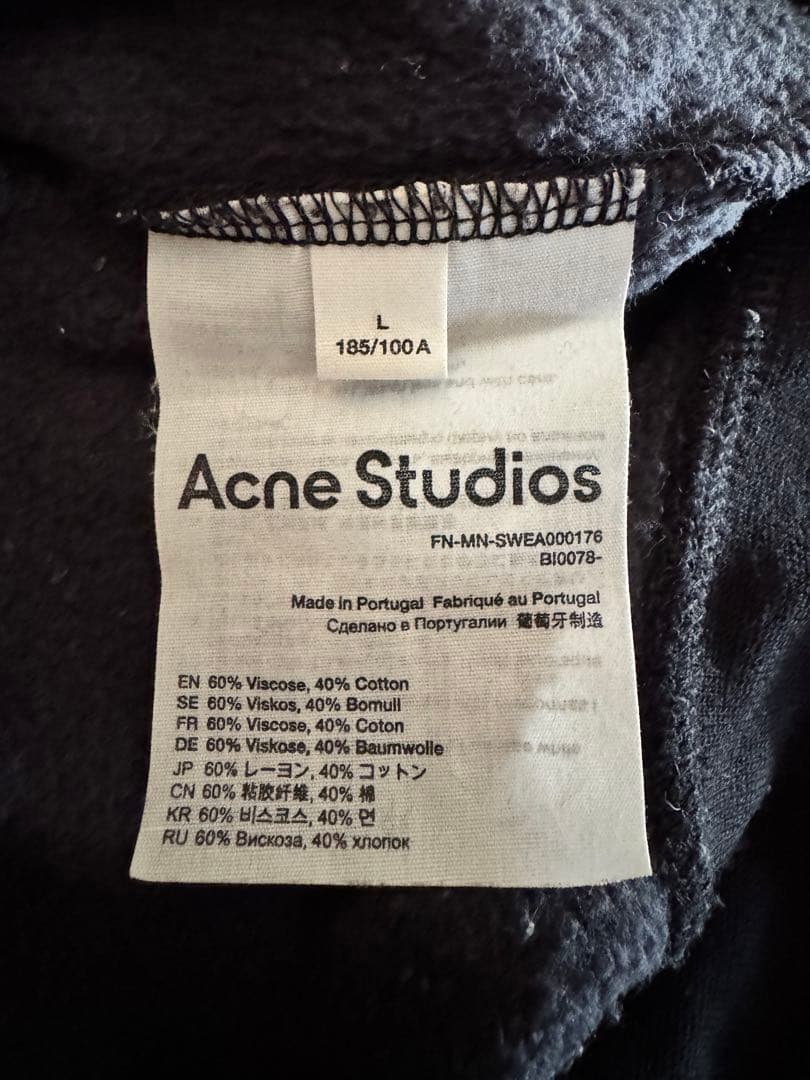 L
185/100A
Acne Studios
FN-MN-SWEA000176
BI0078-
Made in Portugal Fabriqué au Portugal
Сделано в Португалии 葡萄牙制造
EN 60% Viscose, 40% Cotton
SE 60% Viskos, 40% Bomull
FR 60% Viscose, 40% Coton
DE 60% Viskose, 40% Baumwolle
JP 60% レーヨン, 40% コットン
CN 60% 粘胶纤维, 40% 棉
KR 60% 비스코스, 40% 면
RU 60% Вискоза, 40% хлопок